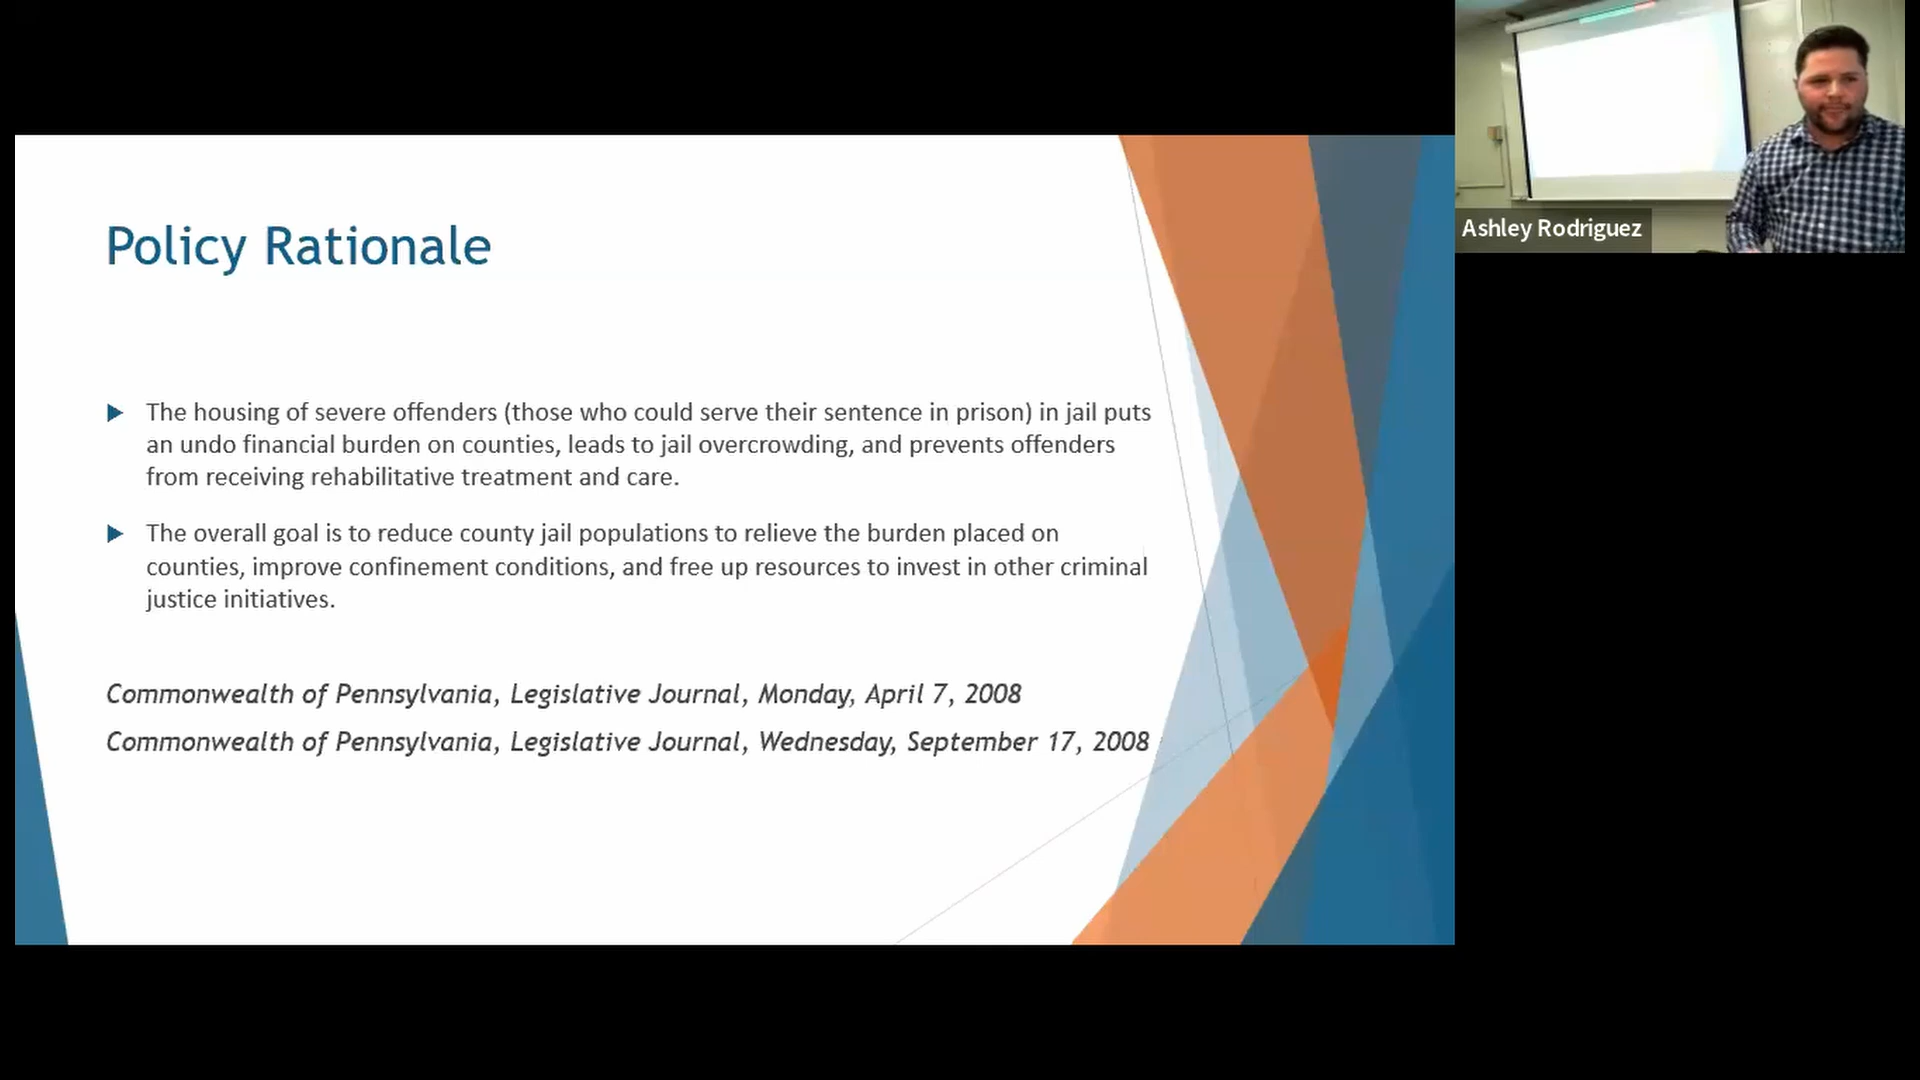 Policy Rationale
The housing of severe offenders (those who could serve their sentence in prison) in jail puts
an undo financial burden on counties, leads to jail overcrowding, and prevents offenders
from receiving rehabilitative treatment and care.
The overall goal is to reduce county jail populations to relieve the burden placed on
counties, improve confinement conditions, and free up resources to invest in other criminal
justice initiatives.
Commonwealth of Pennsylvania, Legislative Journal, Monday, April 7, 2008
Commonwealth of Pennsylvania, Legislative Journal, Wednesday, September 17, 2008
Ashley Rodriguez